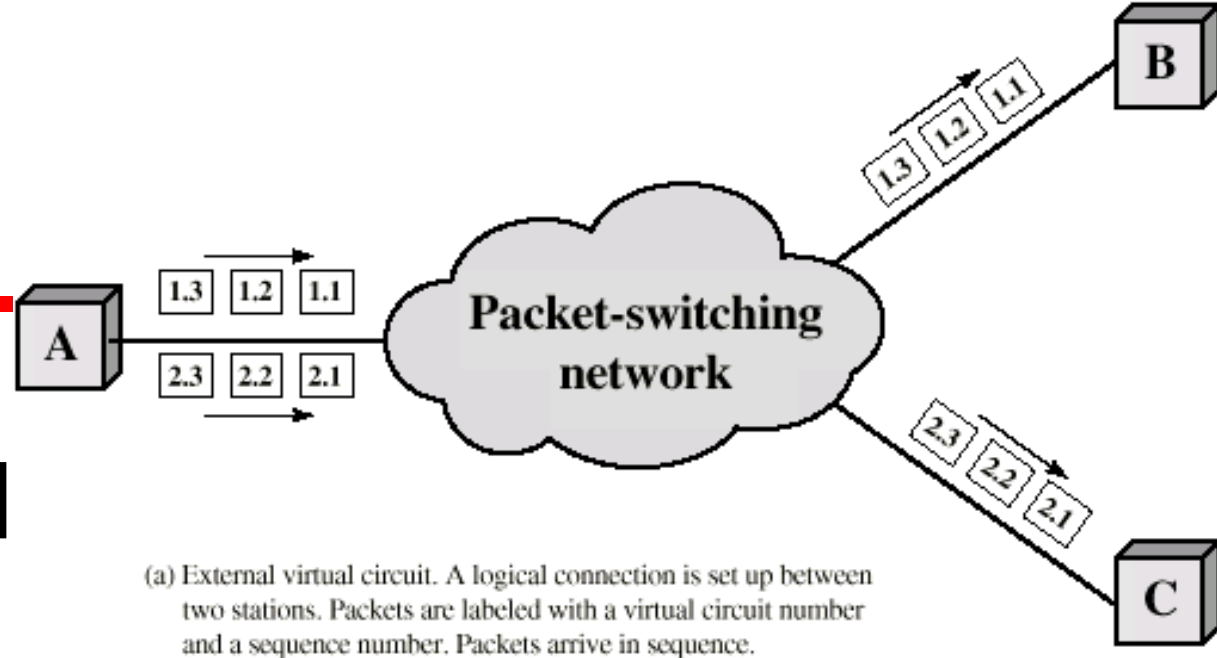 B
1.3 1.2 1.1
1.3 1.2 1.1
A
Packet-switching
network
2.3 2.2 2.1
2.3 2.2 2.1
C
(a) External virtual circuit. A logical connection is set up between
two stations. Packets are labeled with a virtual circuit number
and a sequence number. Packets arrive in sequence.